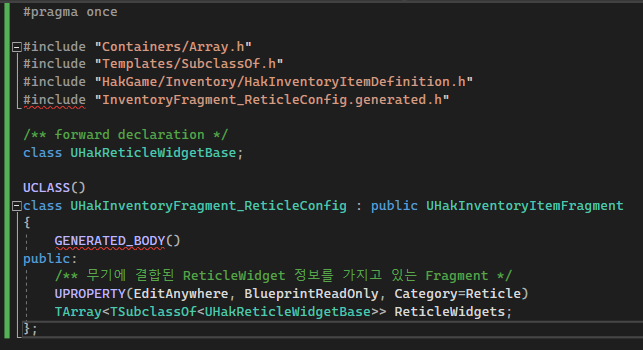 #pragma once
#include "Containers/Array.h"
#include "Templates/SubclassOf.h"
#include "HakGame/Inventory/HakInventoryItemDefinition.h"
#include "InventoryFragment_ReticleConfig.generated.h"
/** forward declaration */
class UHakReticleWidgetBase;
UCLASS()
class UHakInventoryFragment_ReticleConfig : public UHakInventoryItemFragment
{
GENERATED_BODY()
public:
/** 무기에 결합된 ReticleWidget 정보를 가지고 있는 Fragment */
UPROPERTY(EditAnywhere, BlueprintReadOnly, Category=Reticle)
TArray<TSubclassOf<UHakReticleWidgetBase>> ReticleWidgets;
};